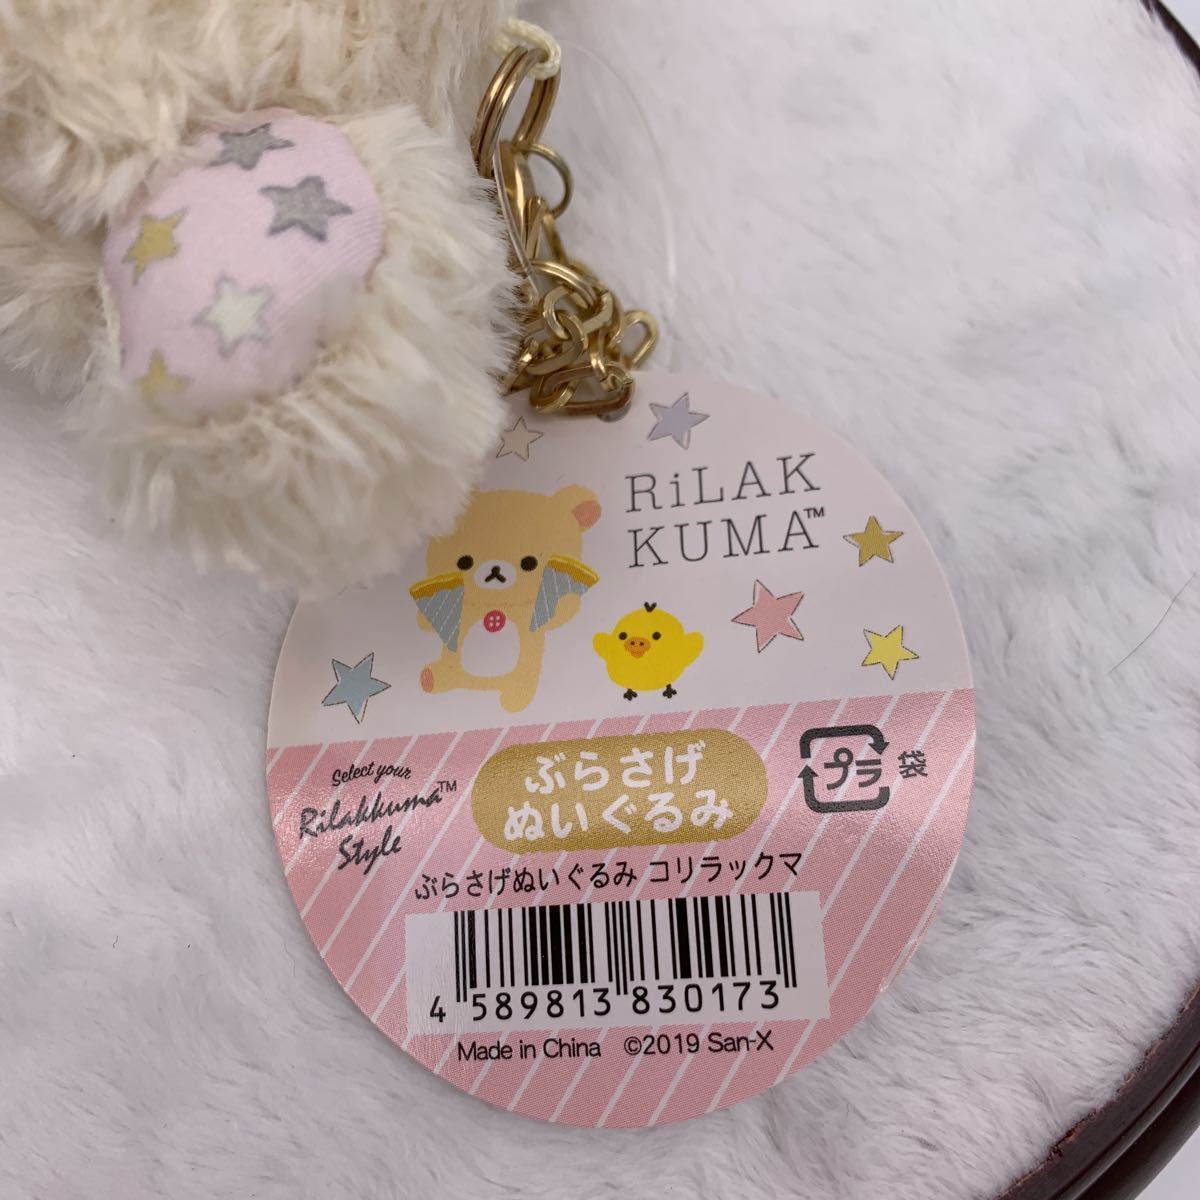 RiLAK
KUMA™
Select your
Rilakkuma™
Style
ぶらさげ
ぬいぐるみ
プラ 袋
ぶらさげぬいぐるみ コリラックマ
4 589813 830173
Made in China ©2019 San-X